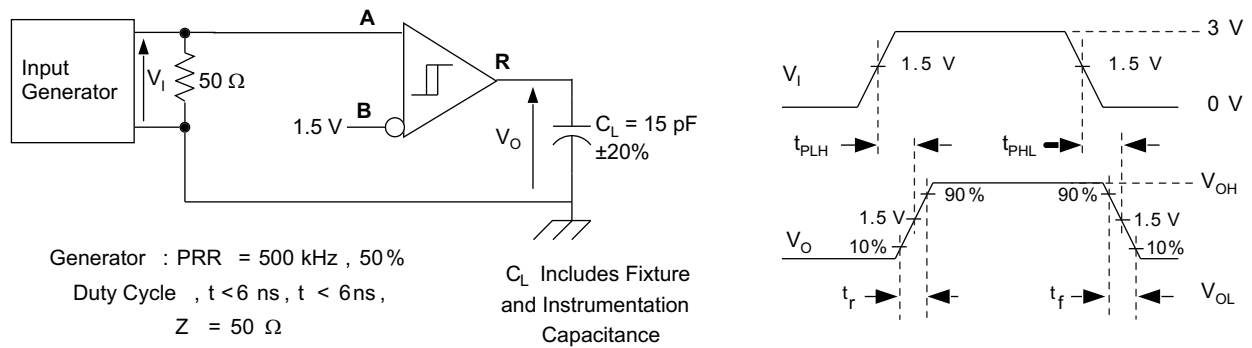 A
R
Input
Generator
V_I
50 Ω
B
1.5 V
V_O
C_L = 15 pF
±20%
Generator : PRR = 500 kHz , 50%
Duty Cycle , t <6 ns , t < 6ns ,
Z = 50 Ω
C_L Includes Fixture
and Instrumentation
Capacitance
3 V
V_I
1.5 V
1.5 V
0 V
t_PLH
t_PHL
V_OH
90%
90%
1.5 V
1.5 V
V_O
10%
10%
t_r
t_f
V_OL